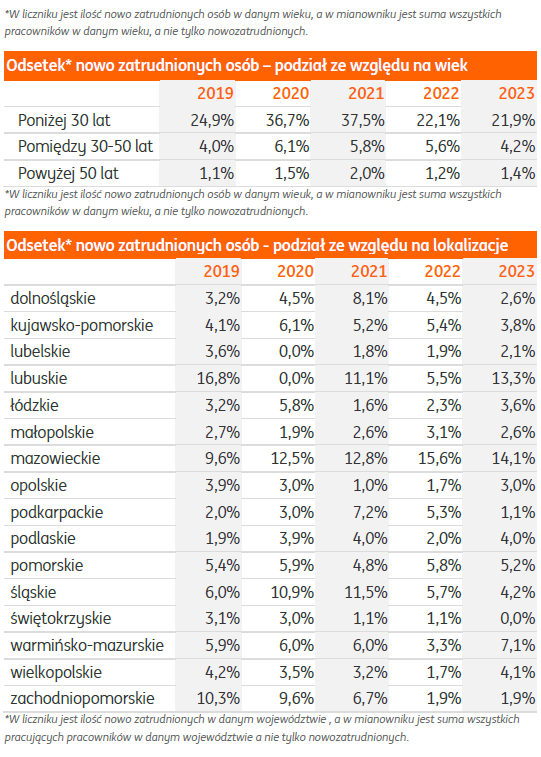 *W liczniku jest ilość nowo zatrudnionych osób w danym wieku, a w mianowniku jest suma wszystkich
pracowników w danym wieku, a nie tylko nowozatrudnionych.
Odsetek* nowo zatrudnionych osób – podział ze względu na wiek
2019 2020 2021 2022 2023
Poniżej 30 lat 24,9% 36,7% 37,5% 22,1% 21,9%
Pomiędzy 30-50 lat 4,0% 6,1% 5,8% 5,6% 4,2%
Powyżej 50 lat 1,1% 1,5% 2,0% 1,2% 1,4%
*W liczniku jest ilość nowo zatrudnionych osób w danym wieuk, a w mianowniku jest suma wszystkich
pracowników w danym wieku, a nie tylko nowozatrudnionych.
Odsetek* nowo zatrudnionych osób - podział ze względu na lokalizacje
2019 2020 2021 2022 2023
dolnośląskie 3,2% 4,5% 8,1% 4,5% 2,6%
kujawsko-pomorskie 4,1% 6,1% 5,2% 5,4% 3,8%
lubelskie 3,6% 0,0% 1,8% 1,9% 2,1%
lubuskie 16,8% 0,0% 11,1% 5,5% 13,3%
łódzkie 3,2% 5,8% 1,6% 2,3% 3,6%
małopolskie 2,7% 1,9% 2,6% 3,1% 2,6%
mazowieckie 9,6% 12,5% 12,8% 15,6% 14,1%
opolskie 3,9% 3,0% 1,0% 1,7% 3,0%
podkarpackie 2,0% 3,0% 7,2% 5,3% 1,1%
podlaskie 1,9% 3,9% 4,0% 2,0% 4,0%
pomorskie 5,4% 5,9% 4,8% 5,8% 5,2%
śląskie 6,0% 10,9% 11,5% 5,7% 4,2%
świętokrzyskie 3,1% 3,0% 1,1% 1,1% 0,0%
warmińsko-mazurskie 5,9% 6,0% 6,0% 3,3% 7,1%
wielkopolskie 4,2% 3,5% 3,2% 1,7% 4,1%
zachodniopomorskie 10,3% 9,6% 6,7% 1,9% 1,9%
*W liczniku jest ilość nowo zatrudnionych w danym województwie , a w mianowniku jest suma wszystkich
pracujących pracowników w danym województwie a nie tylko nowozatrudnionych.